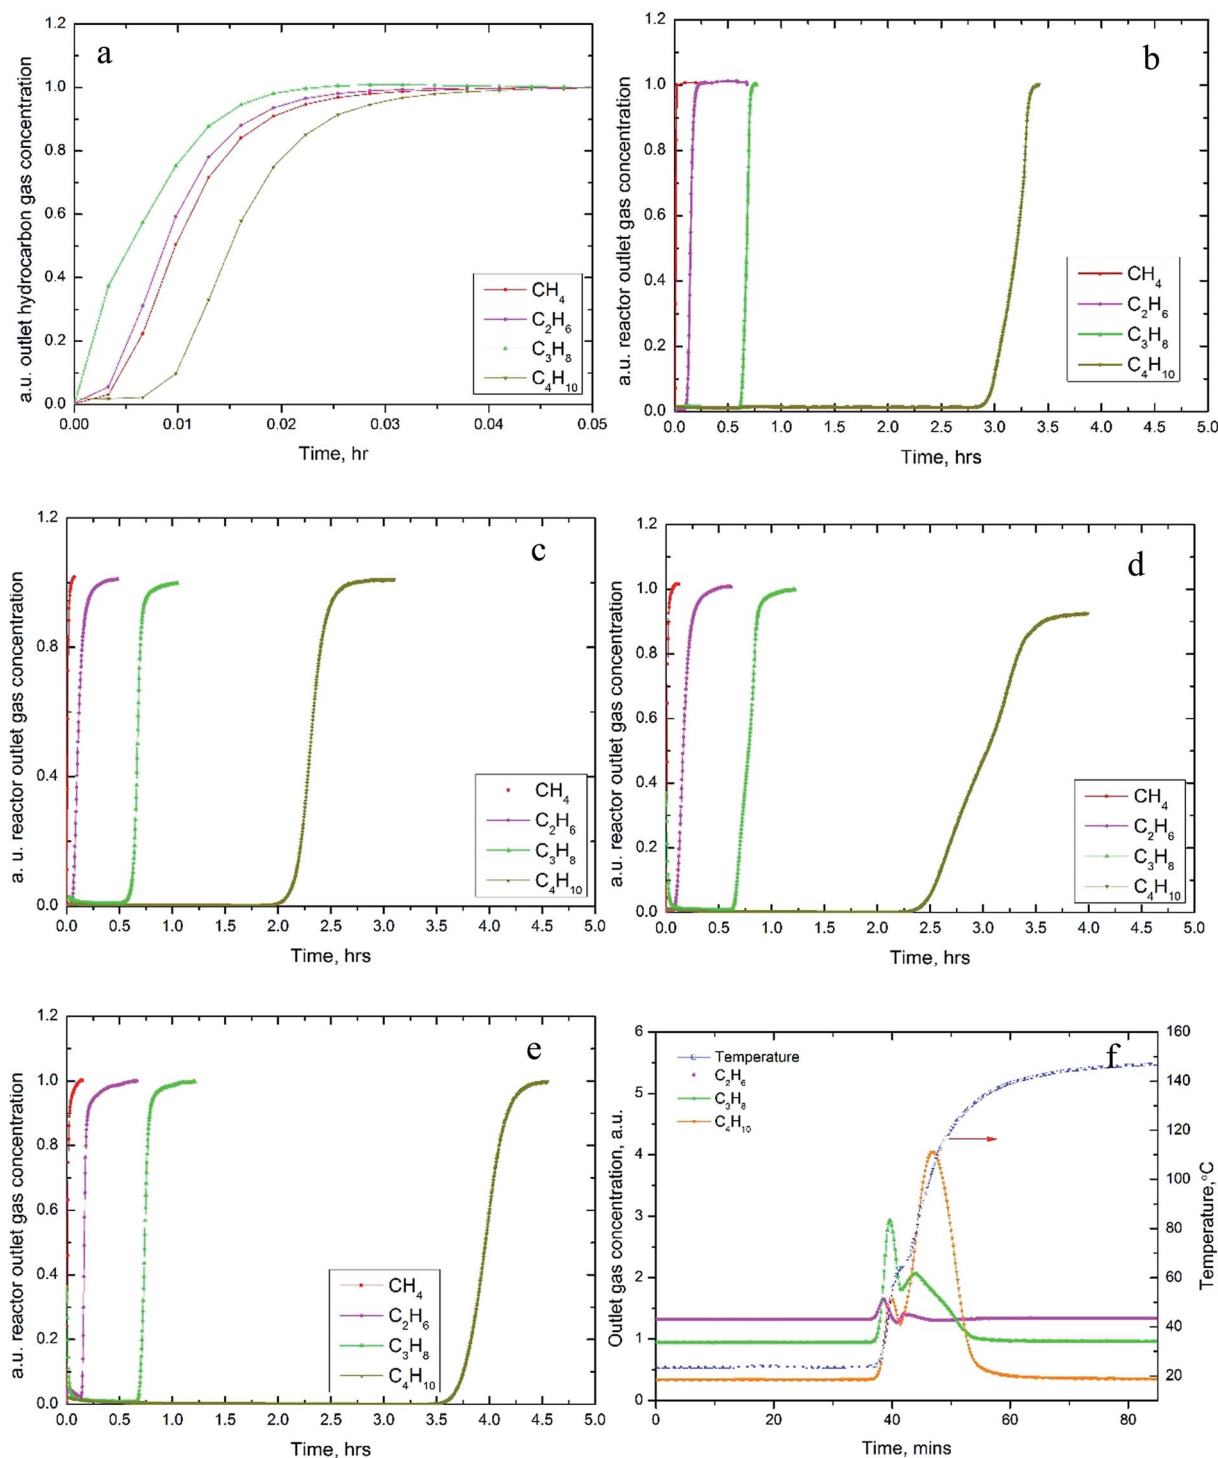 a
a.u. outlet hydrocarbon gas concentration
1.2
1.0
0.8
0.6
0.4
0.2
0.0
0.00
0.01
0.02
0.03
0.04
0.05
Time, hr
CH4
C2H6
C3H8
C4H10
b
a.u. reactor outlet gas concentration
1.2
1.0
0.8
0.6
0.4
0.2
0.0
0.0
0.5
1.0
1.5
2.0
2.5
3.0
3.5
4.0
4.5
5.0
Time, hrs
CH4
C2H6
C3H8
C4H10
c
a. u. reactor outlet gas concentration
1.2
0.8
0.4
0.0
0.0
0.5
1.0
1.5
2.0
2.5
3.0
3.5
4.0
4.5
5.0
Time, hrs
CH4
C2H6
C3H8
C4H10
d
a.u. reactor outlet gas concentration
1.2
1.0
0.8
0.6
0.4
0.2
0.0
0.0
0.5
1.0
1.5
2.0
2.5
3.0
3.5
4.0
4.5
5.0
Time, hrs
CH4
C2H6
C3H8
C4H10
e
a.u. reactor outlet gas concentration
1.2
1.0
0.8
0.6
0.4
0.2
0.0
0.0
0.5
1.0
1.5
2.0
2.5
3.0
3.5
4.0
4.5
5.0
Time, hrs
CH4
C2H6
C3H8
C4H10
f
Outlet gas concentration, a.u.
6
5
4
3
2
1
0
0
20
40
60
80
Time, mins
160
140
120
100
80
60
40
20
Temperature,°C
Temperature
C2H6
C3H8
C4H10